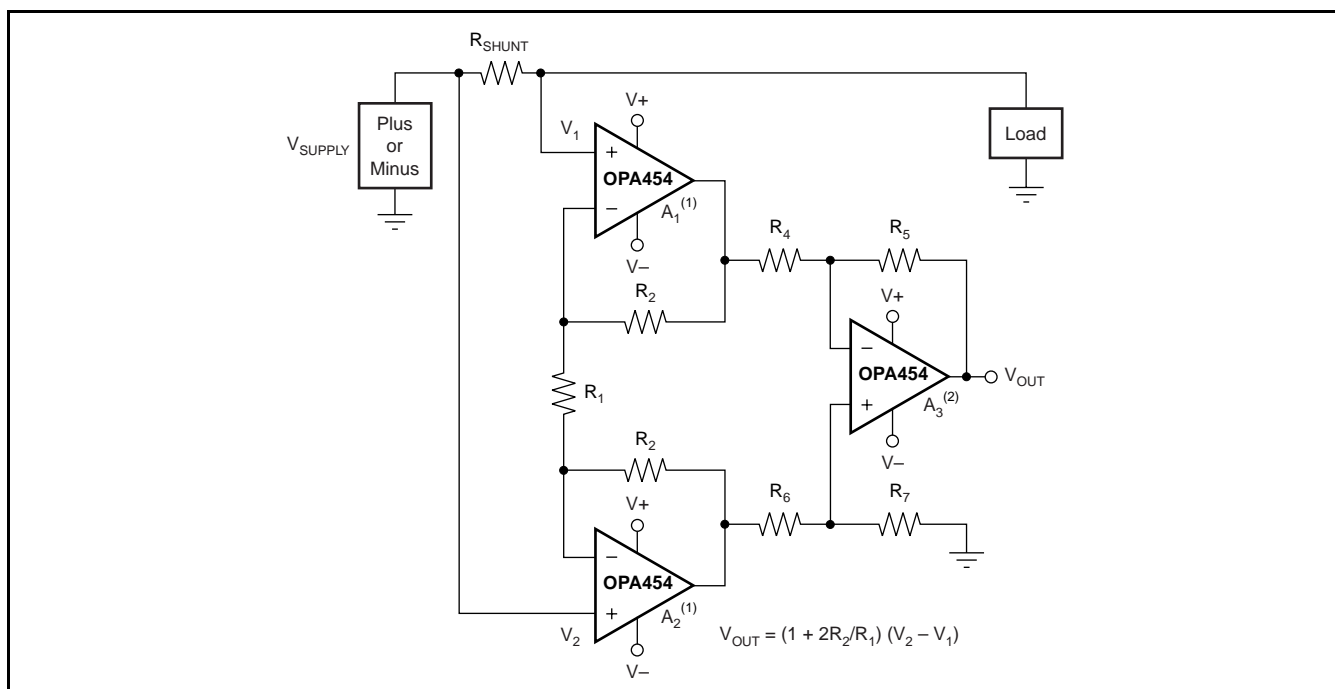 R_SHUNT
V_SUPPLY
Plus
or
Minus
Load
V_1
V+
+
OPA454
−
A_1^(1)
V−
R_4
R_5
R_2
R_1
V+
−
OPA454
+
A_3^(2)
V−
V_OUT
R_2
R_6
R_7
V+
−
OPA454
+
A_2^(1)
V_2
V−
V_OUT = (1 + 2R_2/R_1) (V_2 – V_1)